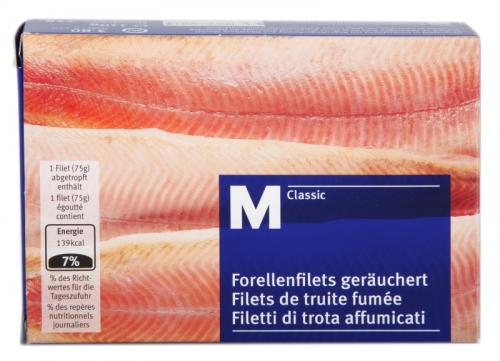 M Classic
Forellenfilets geräuchert
Filets de truite fumée
Filetti di trota affumicati
1 Filet (75g)
abgetropft
enthält
1 filet (75g)
égoutté
contient
Energie
139kcal
7%
% des Richt-
wertes für die
Tageszufuhr
% des repères
nutritionnels
journaliers